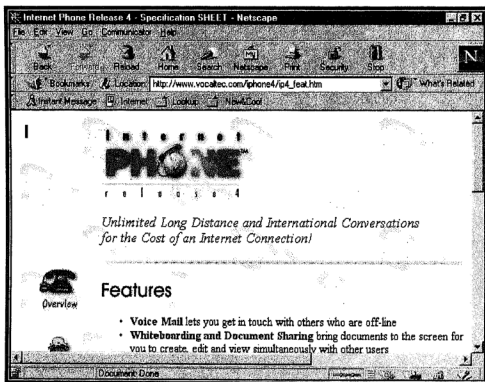 Internet Phone Release 4 - Specification SHEET - Netscape
File Edit View Go Communicator Help
Back Forward Reload Home Search Netscape Print Security Stop
Bookmarks Location: http://www.vocaltec.com/iphone4/ip4_feat.htm What's Related
Instant Message Internet Lookup New&Cool
Internet
PHONE™
release 4
Unlimited Long Distance and International Conversations
for the Cost of an Internet Connection!
Overview
Features
• Voice Mail lets you get in touch with others who are off-line
• Whiteboarding and Document Sharing bring documents to the screen for
you to create, edit and view simultaneously with other users
Document: Done